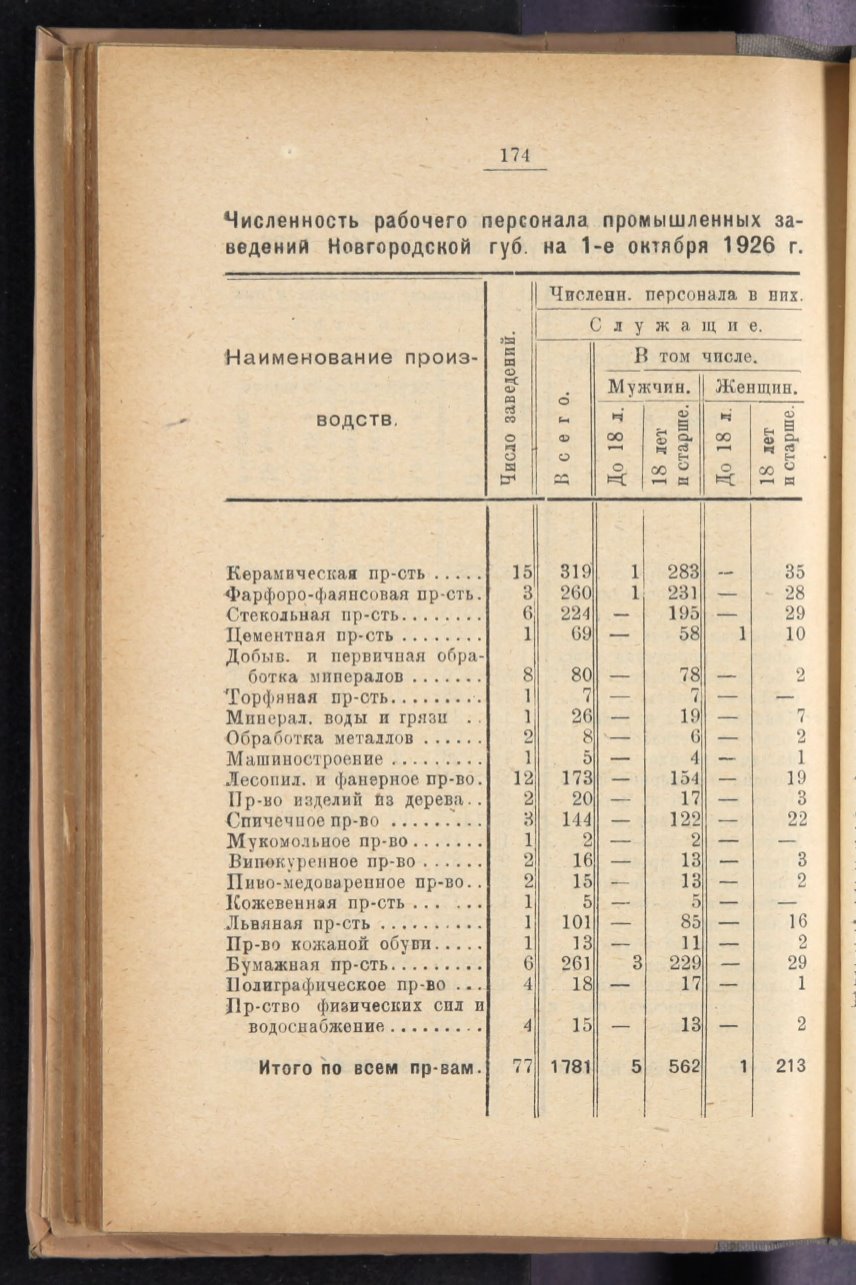 174
Численность рабочего персонала промышленных за-
ведений Новгородской губ. на 1-е октября 1926 г.
Наименование произ-
водств.
Число заведений.
Числени. персонала в них.
Служащие.
Всего.
В том числе.
Мужчин.
Женщин.
До 18 л.
18 лет и старше.
До 18 л.
18 лет и старше.
Керамическая пр-сть ..... 15 319 1 283 — 35
Фарфоро-фаянсовая пр-сть. 3 260 1 231 — 28
Стекольная пр-сть........ 6 224 — 195 — 29
Цементная пр-сть ........ 1 69 — 58 1 10
Добыв. и первичная обра-
ботка минералов ....... 8 80 — 78 — 2
Торфяная пр-сть......... 1 7 — 7 — —
Минерал. воды и грязи .. 1 26 — 19 — 7
Обработка металлов ...... 2 8 — 6 — 2
Машиностроение ......... 1 5 — 4 — 1
Лесопил. и фанерное пр-во. 12 173 — 154 — 19
Пр-во изделий из дерева.. 2 20 — 17 — 3
Спичечное пр-во ......... 3 144 — 122 — 22
Мукомольное пр-во....... 1 2 — 2 — —
Винокуренное пр-во ...... 2 16 — 13 — 3
Пиво-медоваренное пр-во.. 2 15 — 13 — 2
Кожевенная пр-сть ... ... 1 5 — 5 — —
Льняная пр-сть .......... 1 101 — 85 — 16
Пр-во кожаной обуви..... 1 13 — 11 — 2
Бумажная пр-сть......... 6 261 3 229 — 29
Полиграфическое пр-во ... 4 18 — 17 — 1
Пр-ство физических сил и
водоснабжение ......... 4 15 — 13 — 2
Итого по всем пр-вам. 77 1781 5 562 1 213